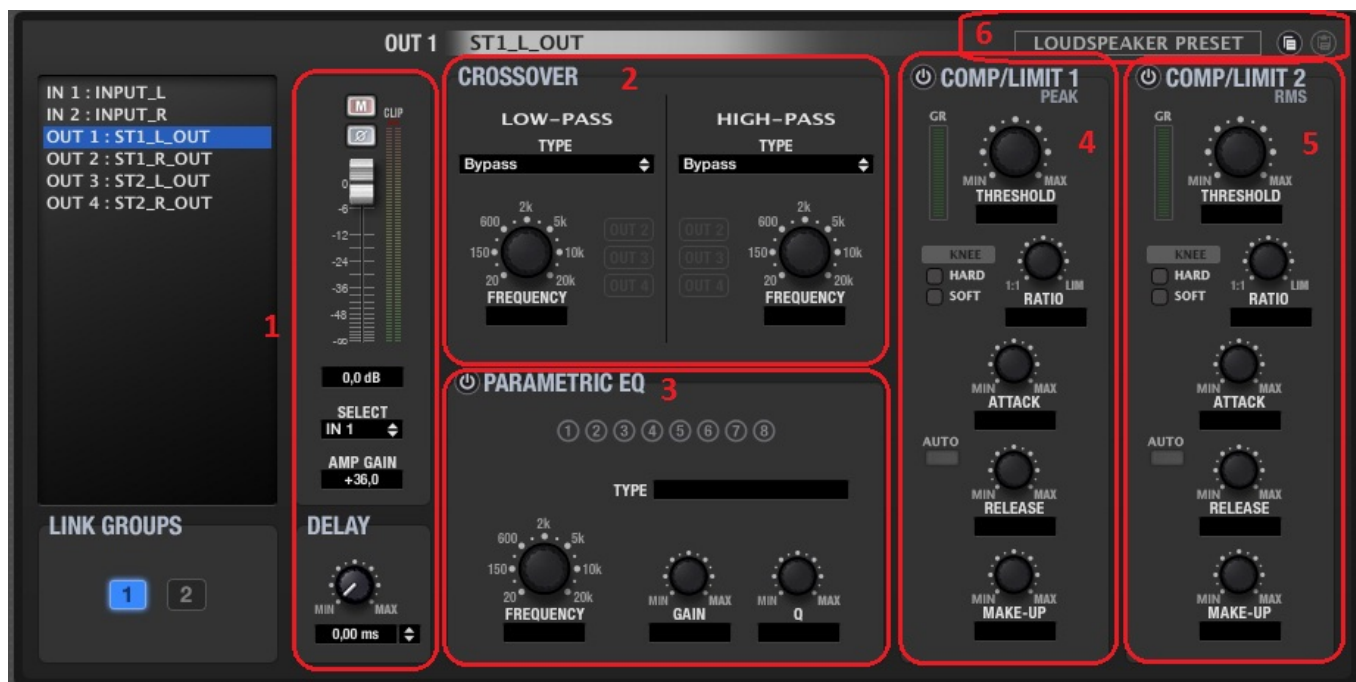 OUT 1 ST1_L_OUT
6 LOUDSPEAKER PRESET
IN 1 : INPUT_L
IN 2 : INPUT_R
OUT 1 : ST1_L_OUT
OUT 2 : ST1_R_OUT
OUT 3 : ST2_L_OUT
OUT 4 : ST2_R_OUT
LINK GROUPS
1 2
1
M CLIP
Ø
0
-6
-12
-24
-36
-48
-∞
0,0 dB
SELECT
IN 1
AMP GAIN
+36,0
DELAY
MIN MAX
0,00 ms
CROSSOVER 2
LOW-PASS
TYPE
Bypass
2k
600 5k
150 10k
20 20k
FREQUENCY
OUT 2
OUT 3
OUT 4
HIGH-PASS
TYPE
Bypass
OUT 2
OUT 3
OUT 4
2k
600 5k
150 10k
20 20k
FREQUENCY
PARAMETRIC EQ 3
1 2 3 4 5 6 7 8
TYPE
2k
600 5k
150 10k
20 20k
FREQUENCY
MIN MAX
GAIN
MIN MAX
Q
COMP/LIMIT 1
PEAK
4
GR
MIN MAX
THRESHOLD
KNEE
HARD
SOFT
1:1 LIM
RATIO
MIN MAX
ATTACK
AUTO
MIN MAX
RELEASE
MIN MAX
MAKE-UP
COMP/LIMIT 2
RMS
5
GR
MIN MAX
THRESHOLD
KNEE
HARD
SOFT
1:1 LIM
RATIO
MIN MAX
ATTACK
AUTO
MIN MAX
RELEASE
MIN MAX
MAKE-UP